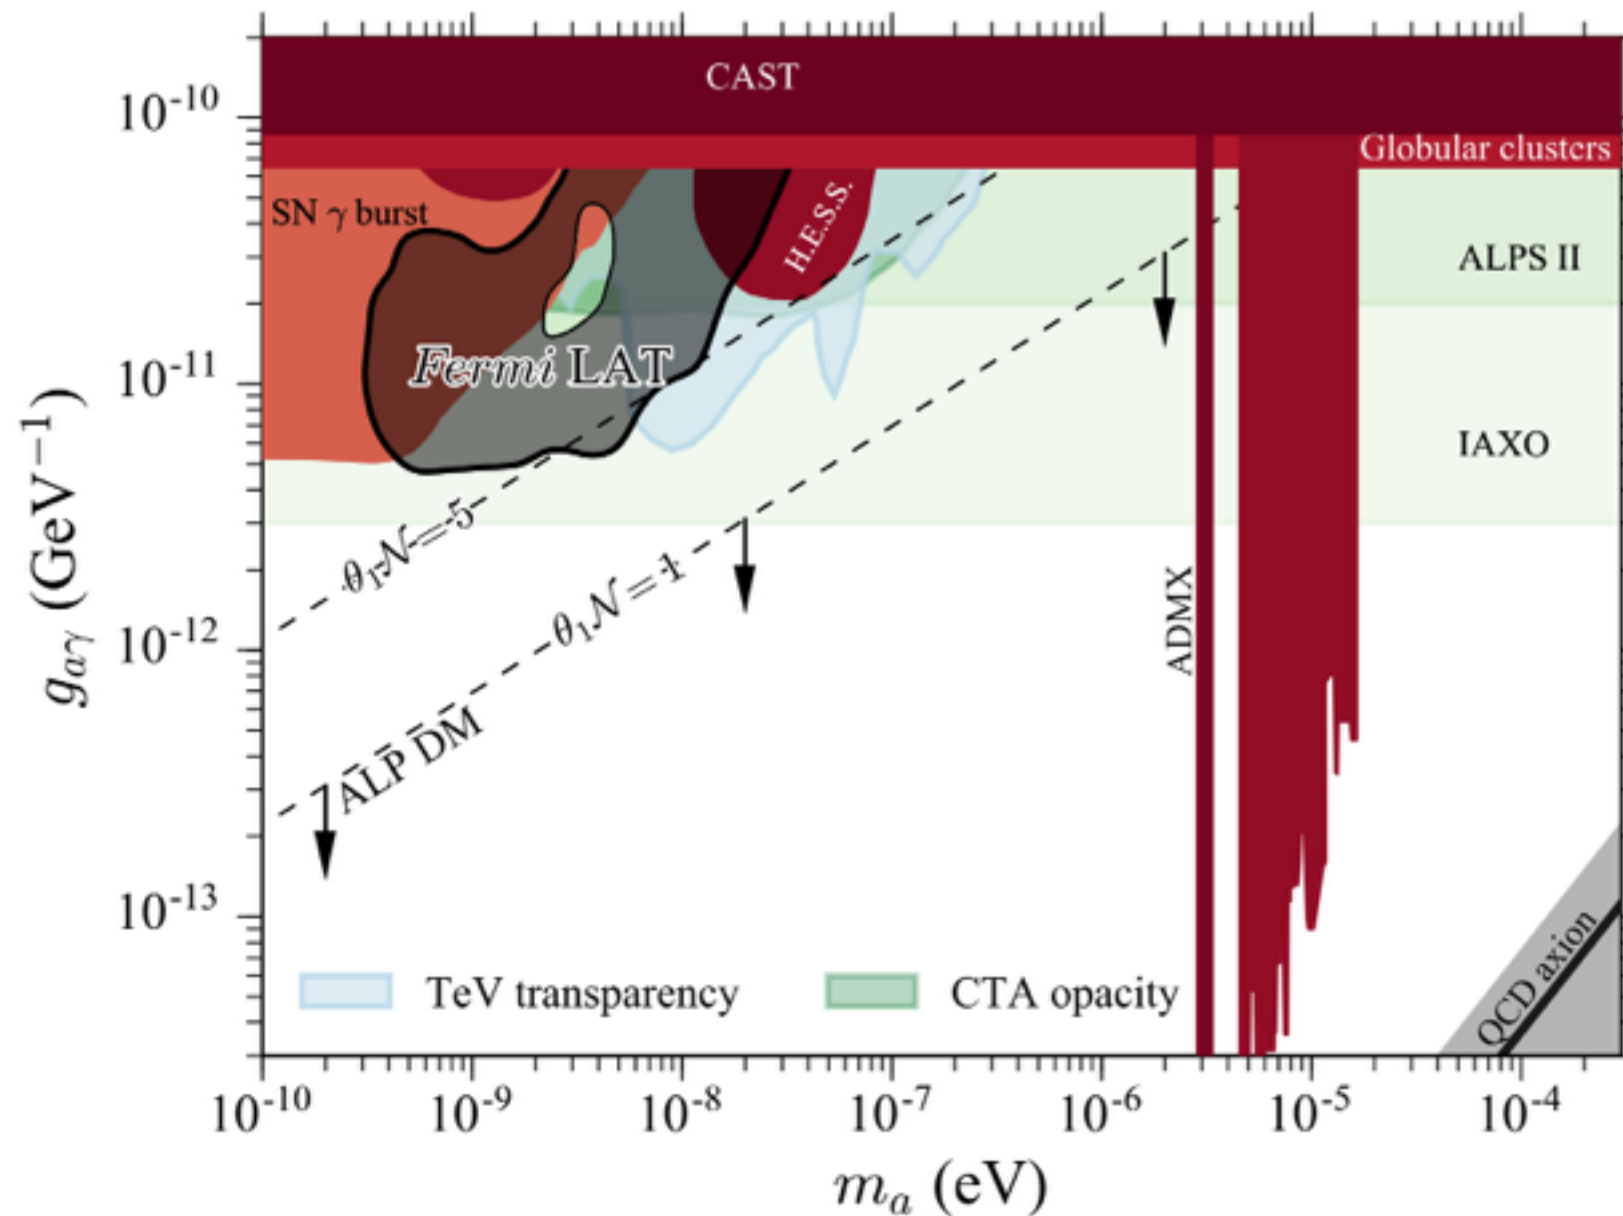 CAST
10^-10
Globular clusters
SN γ burst
H.E.S.S.
ALPS II
Fermi LAT
10^-11
IAXO
g_aγ (GeV^−1)
θ₁𝒩=5
θ₁𝒩=1
ADMX
10^-12
ALP DM
10^-13
TeV transparency
CTA opacity
QCD axion
10^-10 10^-9 10^-8 10^-7 10^-6 10^-5 10^-4
m_a (eV)